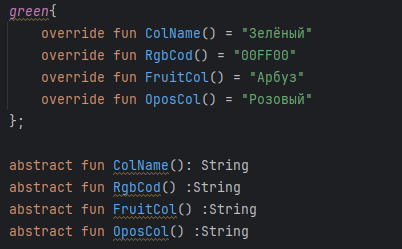 green{
override fun ColName() = "Зелёный"
override fun RgbCod() = "00FF00"
override fun FruitCol() = "Арбуз"
override fun OposCol() = "Розовый"
};
abstract fun ColName(): String
abstract fun RgbCod() :String
abstract fun FruitCol() :String
abstract fun OposCol() :String